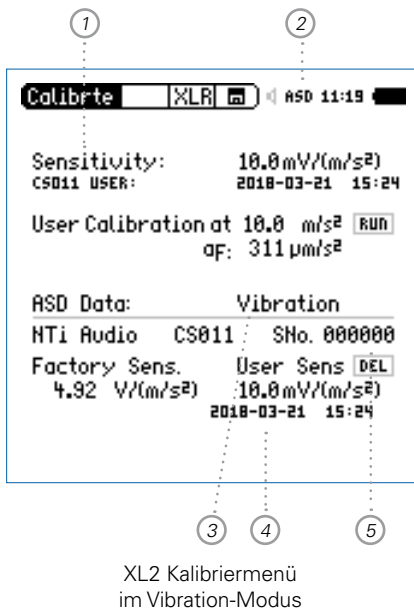 1 2
Calibrte XLR ASD 11:19
Sensitivity: 10.0mV/(m/s²)
CS011 USER: 2018-03-21 15:24
User Calibration at 10.0 m/s² RUN
aF: 311µm/s²
ASD Data: Vibration
NTi Audio CS011 SNo. 000000
Factory Sens. User Sens DEL
4.92 V/(m/s²) 10.0mV/(m/s²)
2018-03-21 15:24
3 4 5
XL2 Kalibriermenü
im Vibration-Modus